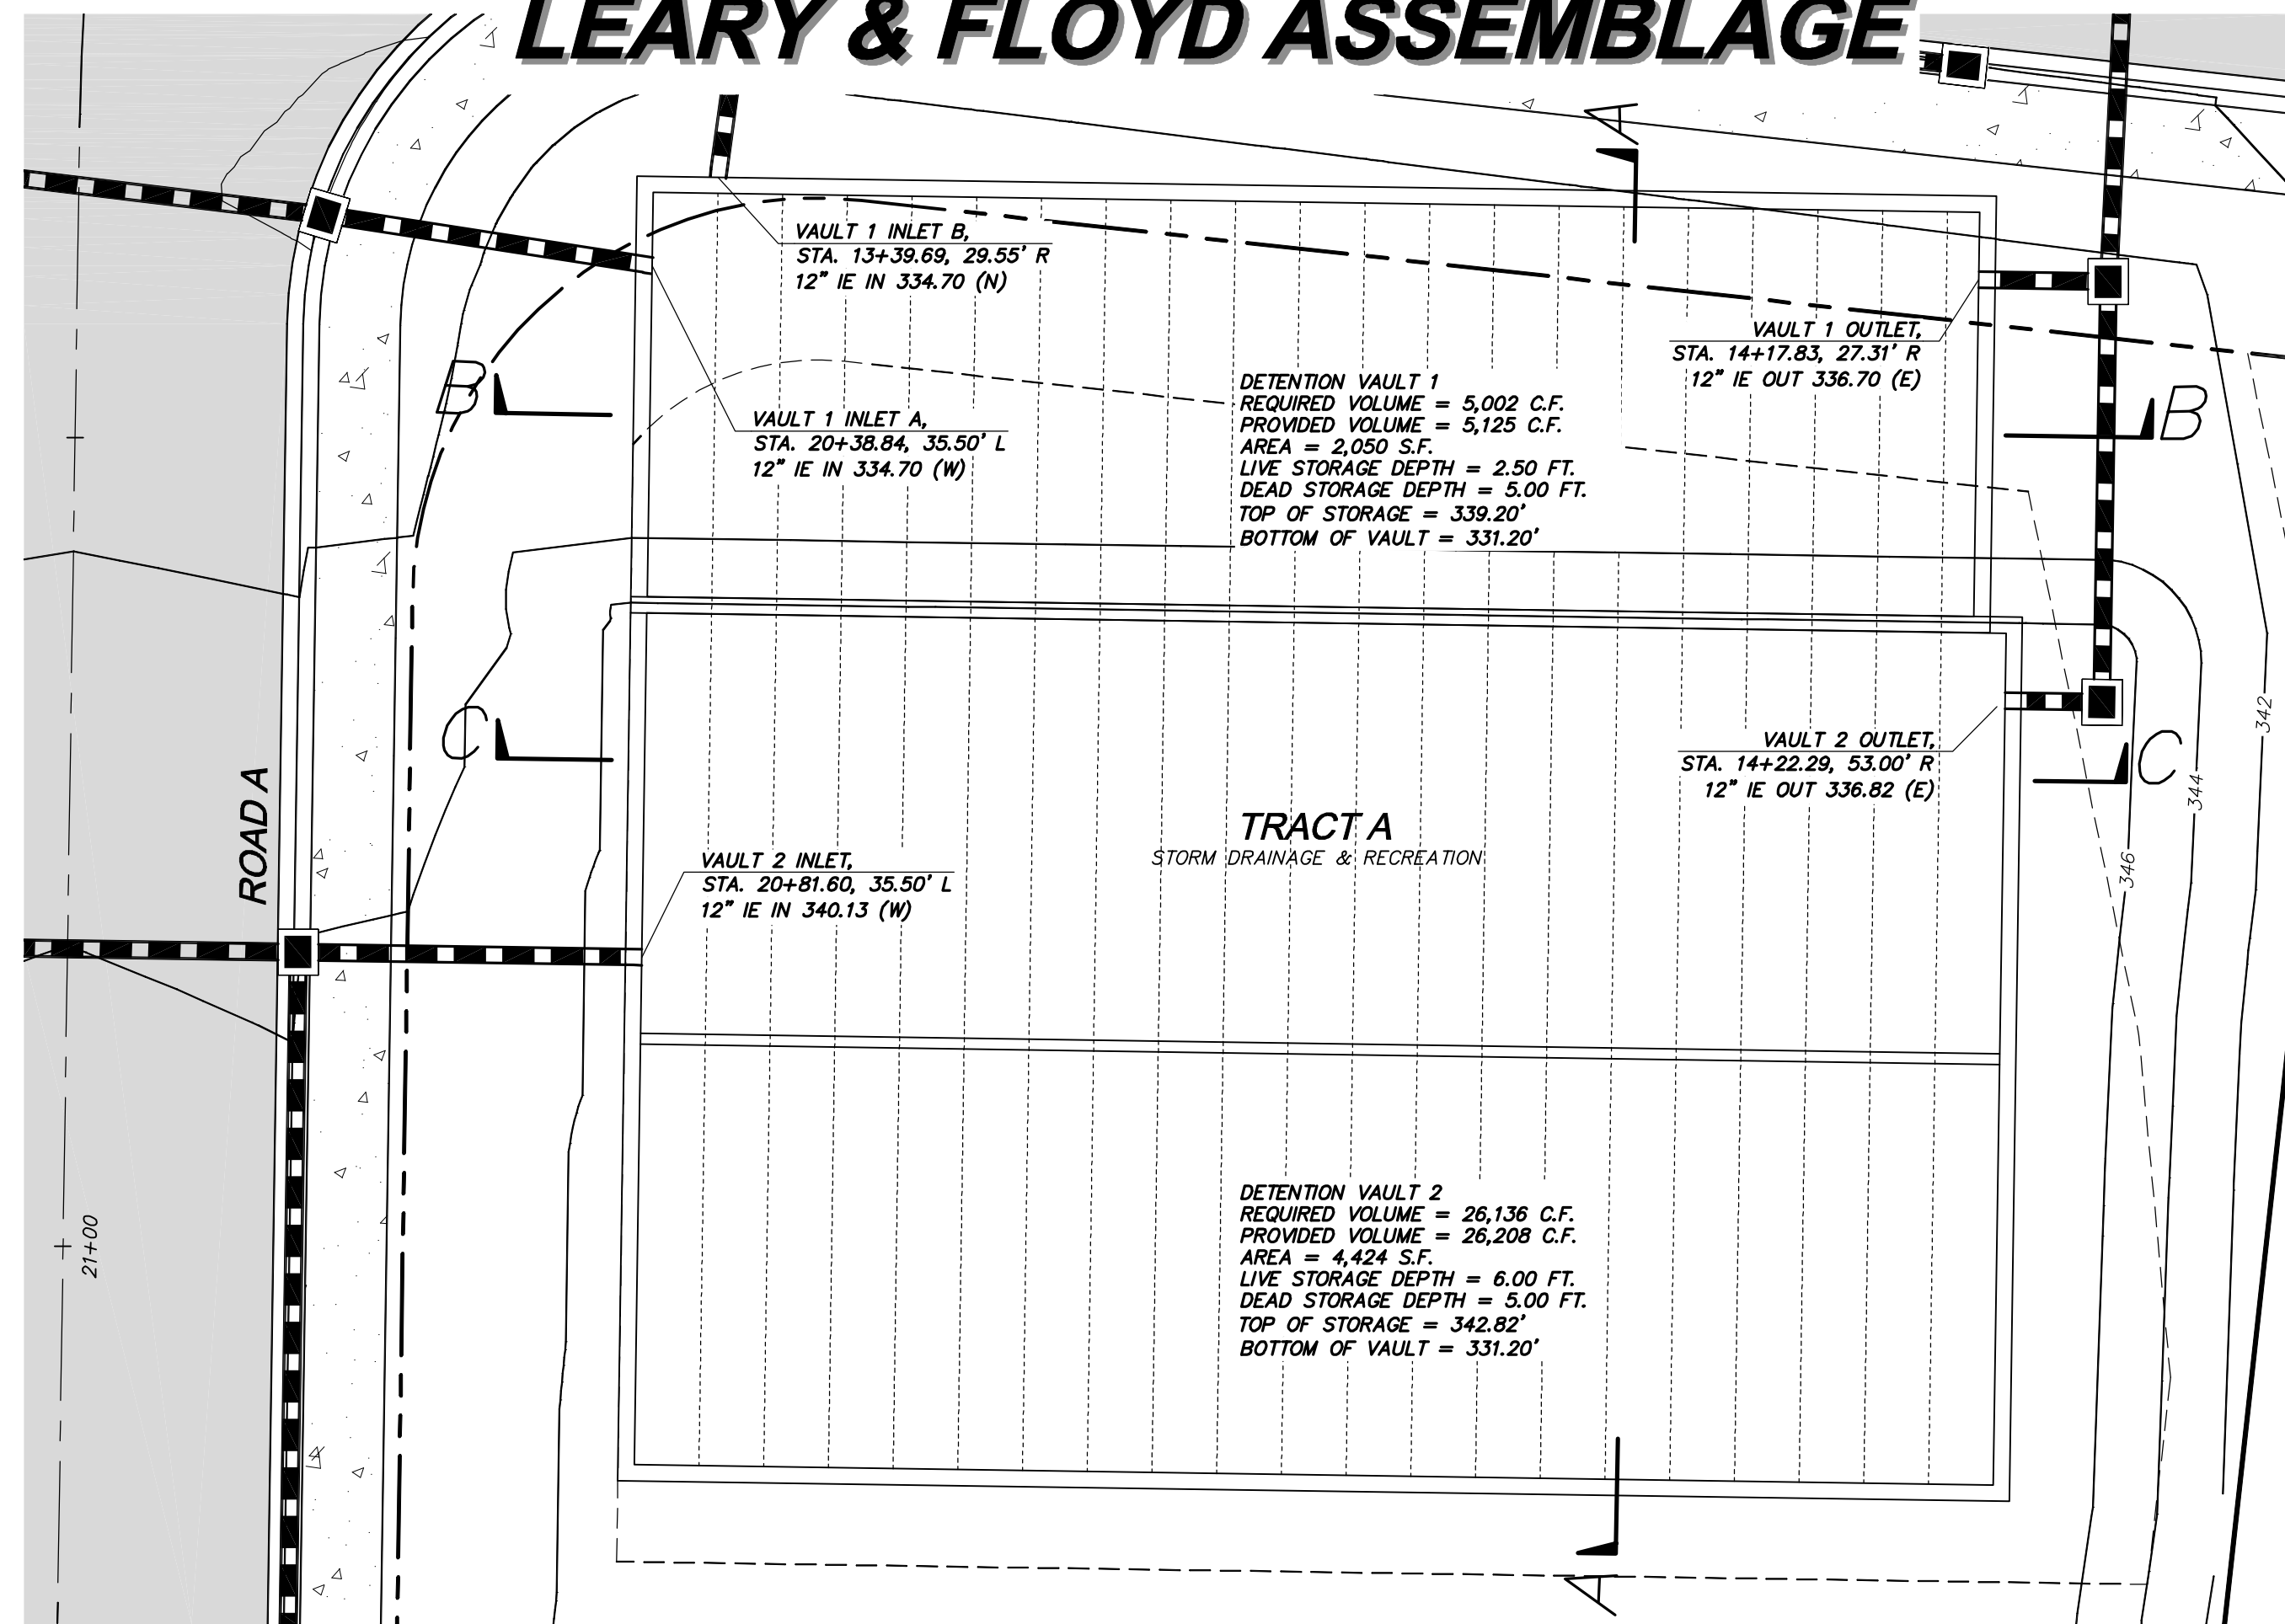 LEARY & FLOYD ASSEMBLAGE
A
VAULT 1 INLET B,
STA. 13+39.69, 29.55' R
12" IE IN 334.70 (N)
VAULT 1 OUTLET,
STA. 14+17.83, 27.31' R
12" IE OUT 336.70 (E)
B
B
DETENTION VAULT 1
REQUIRED VOLUME = 5,002 C.F.
PROVIDED VOLUME = 5,125 C.F.
AREA = 2,050 S.F.
LIVE STORAGE DEPTH = 2.50 FT.
DEAD STORAGE DEPTH = 5.00 FT.
TOP OF STORAGE = 339.20'
BOTTOM OF VAULT = 331.20'
VAULT 1 INLET A,
STA. 20+38.84, 35.50' L
12" IE IN 334.70 (W)
C
C
342
344
346
VAULT 2 OUTLET,
STA. 14+22.29, 53.00' R
12" IE OUT 336.82 (E)
ROAD A
TRACT A
STORM DRAINAGE & RECREATION
VAULT 2 INLET,
STA. 20+81.60, 35.50' L
12" IE IN 340.13 (W)
21+00
DETENTION VAULT 2
REQUIRED VOLUME = 26,136 C.F.
PROVIDED VOLUME = 26,208 C.F.
AREA = 4,424 S.F.
LIVE STORAGE DEPTH = 6.00 FT.
DEAD STORAGE DEPTH = 5.00 FT.
TOP OF STORAGE = 342.82'
BOTTOM OF VAULT = 331.20'
A